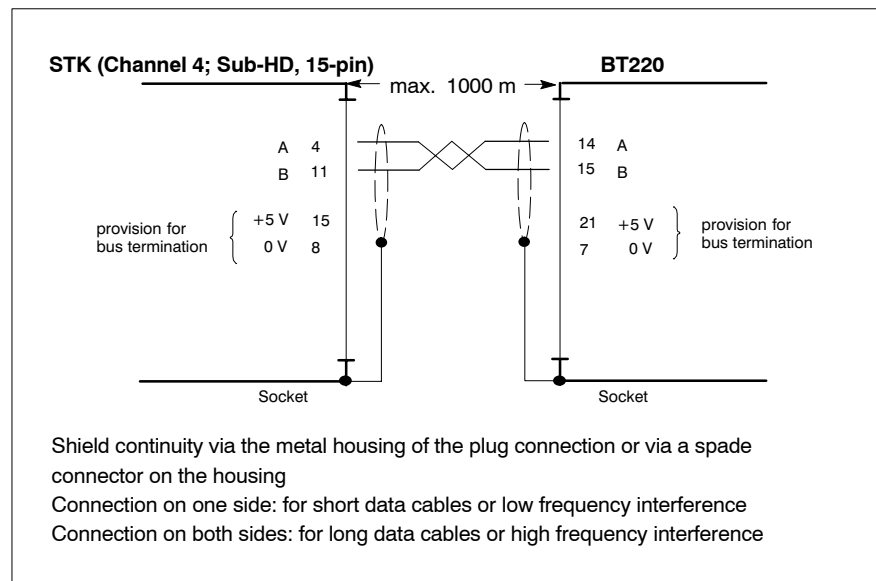 STK (Channel 4; Sub-HD, 15-pin)
BT220
max. 1000 m
A 4
B 11
14 A
15 B
provision for
bus termination
+5 V 15
0 V 8
21 +5 V
7 0 V
provision for
bus termination
Socket
Socket
Shield continuity via the metal housing of the plug connection or via a spade
connector on the housing
Connection on one side: for short data cables or low frequency interference
Connection on both sides: for long data cables or high frequency interference